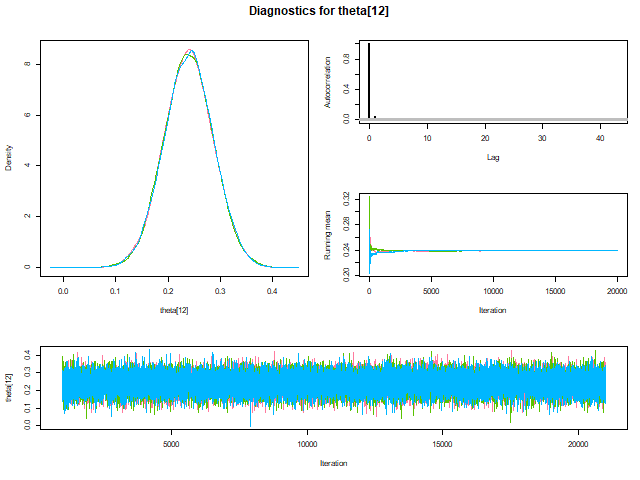 Diagnostics for theta[12]
Density
0 2 4 6 8
0.0 0.1 0.2 0.3 0.4
theta[12]
Autocorrelation
0.0 0.4 0.8
0 10 20 30 40
Lag
Running mean
0.20 0.24 0.28 0.32
0 5000 10000 15000 20000
Iteration
theta[12]
0.0 0.1 0.2 0.3 0.4
5000 10000 15000 20000
Iteration